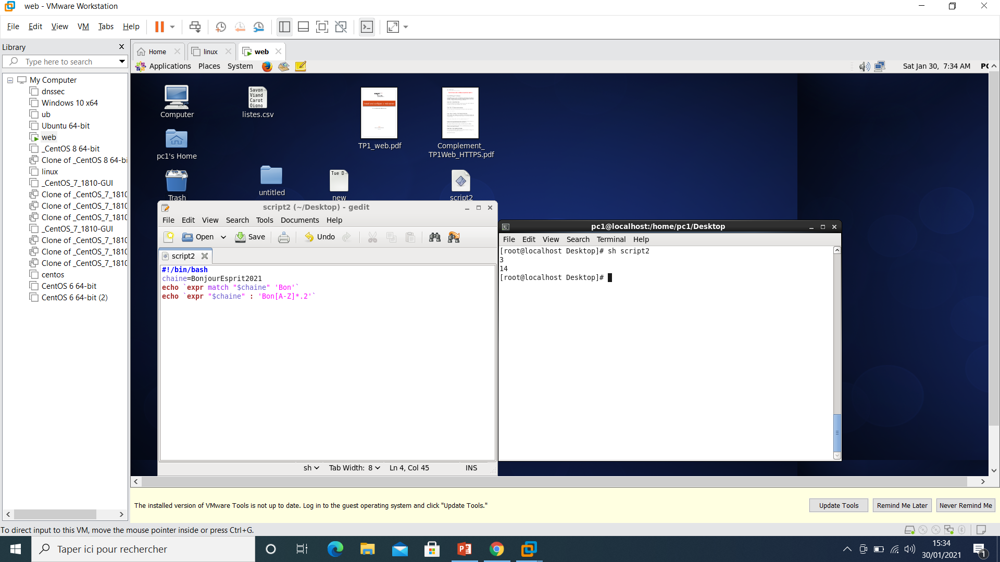 web - VMware Workstation
File Edit View VM Tabs Help
Library
Type here to search
My Computer
dnssec
Windows 10 x64
ub
Ubuntu 64-bit
web
_CentOS 8 64-bit
Clone of _CentOS 8 64-bi
linux
_CentOS_7_1810-GUI
Clone of _CentOS_7_1810
Clone of _CentOS_7_1810
Clone of _CentOS_7_1810
_CentOS_7_1810-GUI
Clone of _CentOS_7_1810
Clone of _CentOS_7_1810
Clone of _CentOS_7_1810
centos
CentOS 6 64-bit
CentOS 6 64-bit (2)
Home linux web
Applications Places System Sat Jan 30, 7:34 AM PC
Computer
Savon
Viand
Carot
listes.csv
TP1_web.pdf
Complement_
TP1Web_HTTPS.pdf
pc1's Home
Trash
untitled
Tue D
new
script2
script2 (~/Desktop) - gedit
File Edit View Search Tools Documents Help
Open Save Undo
script2
#!/bin/bash
chaine=BonjourEsprit2021
echo `expr match "$chaine" 'Bon'`
echo `expr "$chaine" : 'Bon[A-Z]*.2'`
sh Tab Width: 8 Ln 4, Col 45 INS
pc1@localhost:/home/pc1/Desktop
File Edit View Search Terminal Help
[root@localhost Desktop]# sh script2
3
14
[root@localhost Desktop]#
The installed version of VMware Tools is not up to date. Log in to the guest operating system and click "Update Tools."
Update Tools Remind Me Later Never Remind Me
To direct input to this VM, move the mouse pointer inside or press Ctrl+G.
Taper ici pour rechercher
15:34
30/01/2021
1